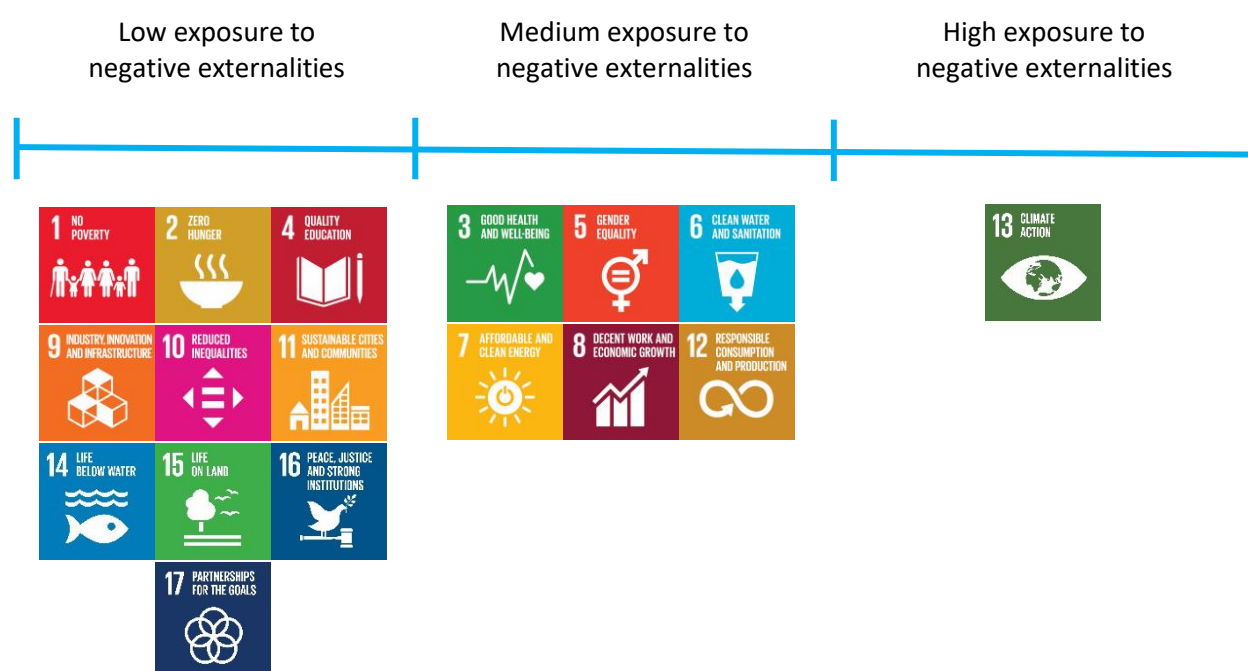 Low exposure to
negative externalities
Medium exposure to
negative externalities
High exposure to
negative externalities
1 NO
POVERTY
2 ZERO
HUNGER
4 QUALITY
EDUCATION
9 INDUSTRY, INNOVATION
AND INFRASTRUCTURE
10 REDUCED
INEQUALITIES
11 SUSTAINABLE CITIES
AND COMMUNITIES
14 LIFE
BELOW WATER
15 LIFE
ON LAND
16 PEACE, JUSTICE
AND STRONG
INSTITUTIONS
17 PARTNERSHIPS
FOR THE GOALS
3 GOOD HEALTH
AND WELL-BEING
5 GENDER
EQUALITY
6 CLEAN WATER
AND SANITATION
7 AFFORDABLE AND
CLEAN ENERGY
8 DECENT WORK AND
ECONOMIC GROWTH
12 RESPONSIBLE
CONSUMPTION
AND PRODUCTION
13 CLIMATE
ACTION